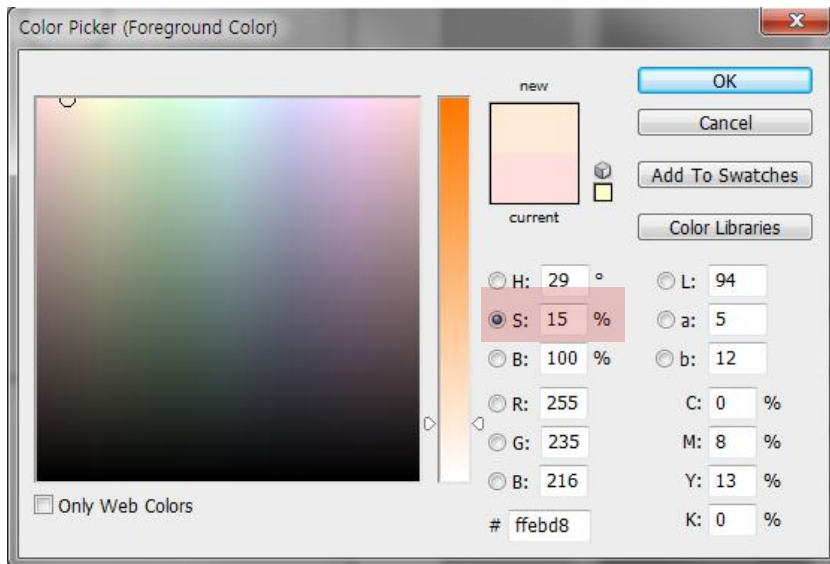 Color Picker (Foreground Color)
new
current
OK
Cancel
Add To Swatches
Color Libraries
H: 29 °
S: 15 %
B: 100 %
R: 255
G: 235
B: 216
# ffebd8
L: 94
a: 5
b: 12
C: 0 %
M: 8 %
Y: 13 %
K: 0 %
Only Web Colors